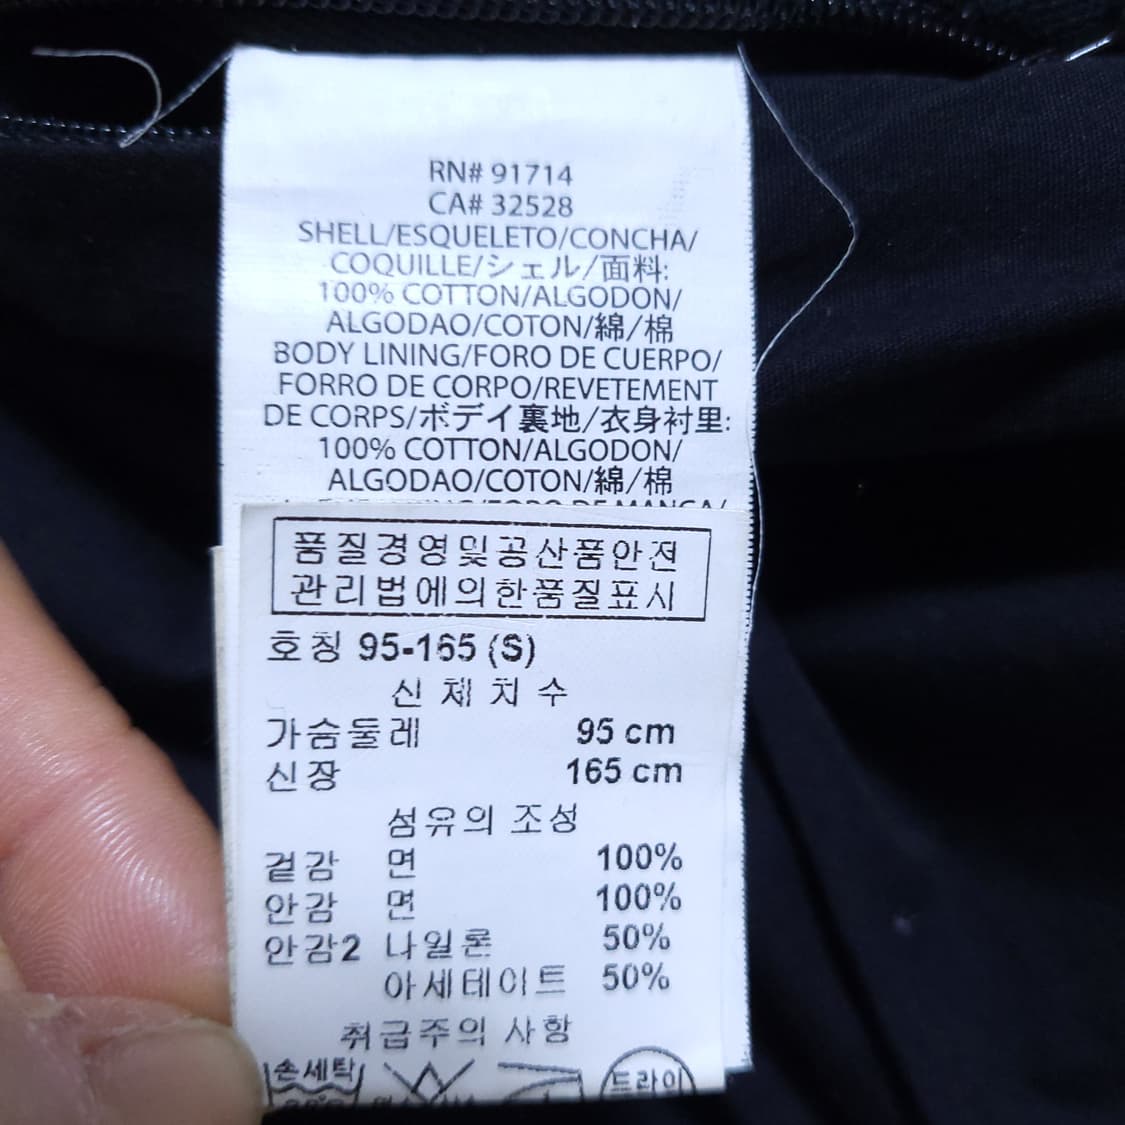 RN# 91714
CA# 32528
SHELL/ESQUELETO/CONCHA/
COQUILLE/シェル/面料:
100% COTTON/ALGODON/
ALGODAO/COTON/綿/棉
BODY LINING/FORO DE CUERPO/
FORRO DE CORPO/REVETEMENT
DE CORPS/ボデイ裏地/衣身衬里:
100% COTTON/ALGODON/
ALGODAO/COTON/綿/棉
품질경영및공산품안전
관리법에의한품질표시
호칭 95-165 (S)
신체치수
가슴둘레 95 cm
신장 165 cm
섬유의 조성
겉감 면 100%
안감 면 100%
안감2 나일론 50%
아세테이트 50%
취급주의 사항
손세탁 드라이